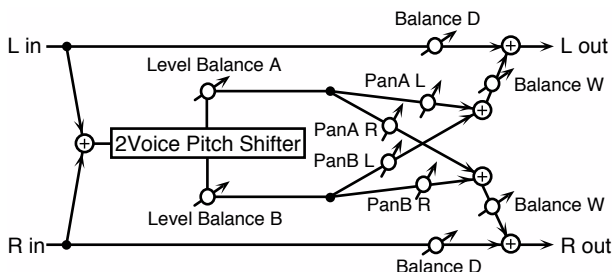 Balance D
L in
L out
Level Balance A
PanA L
Balance W
PanA R
2Voice Pitch Shifter
PanB L
Level Balance B
PanB R
Balance W
R in
R out
Balance D